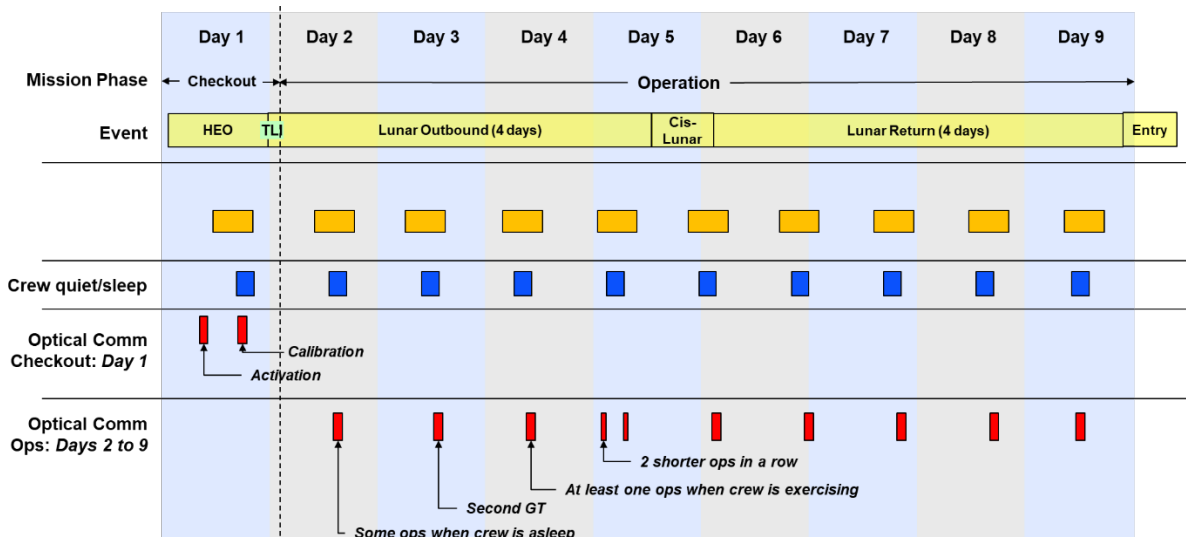 Day 1 Day 2 Day 3 Day 4 Day 5 Day 6 Day 7 Day 8 Day 9
Mission Phase Checkout Operation
Event HEO TLI Lunar Outbound (4 days) Cis-
Lunar Lunar Return (4 days) Entry
Crew quiet/sleep
Optical Comm
Checkout: Day 1
Calibration
Activation
Optical Comm
Ops: Days 2 to 9
2 shorter ops in a row
At least one ops when crew is exercising
Second GT
Some ops when crew is asleep